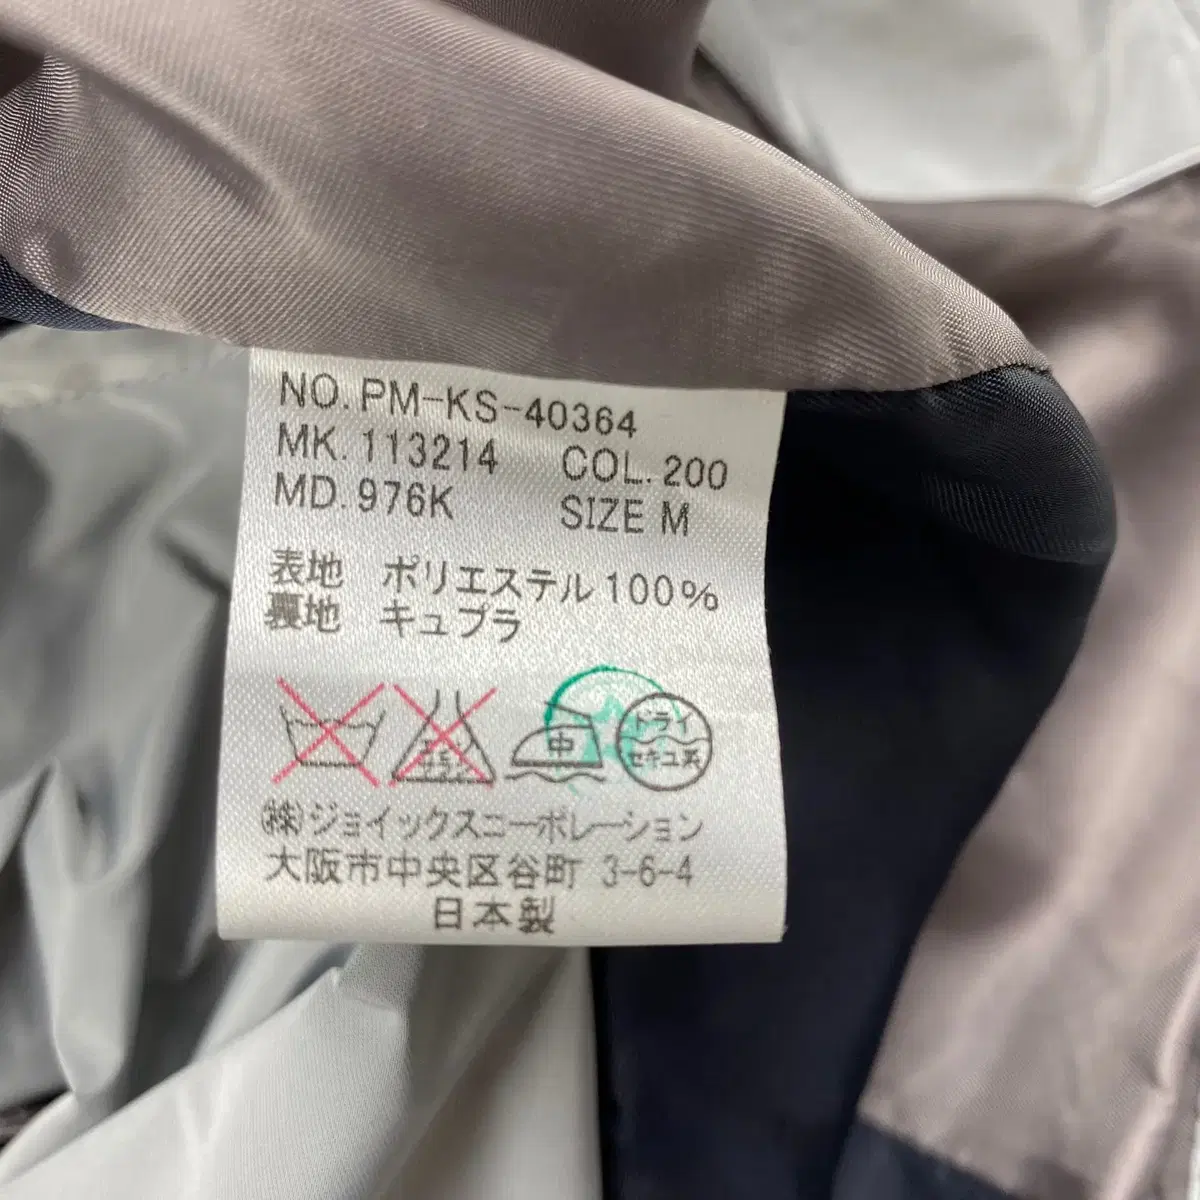 NO.PM-KS-40364
MK.113214 COL.200
MD.976K SIZE M
表地 ポリエステル100%
裏地 キュプラ
中 ドライ
セキユ系
(株)ジョイックスコーポレーション
大阪市中央区谷町 3-6-4
日本製